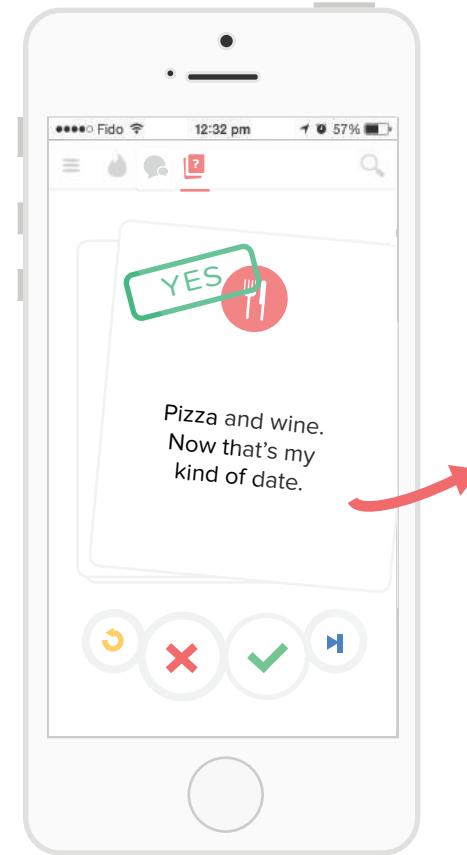 Fido 12:32 pm 57%
?
YES
Pizza and wine.
Now that's my
kind of date.